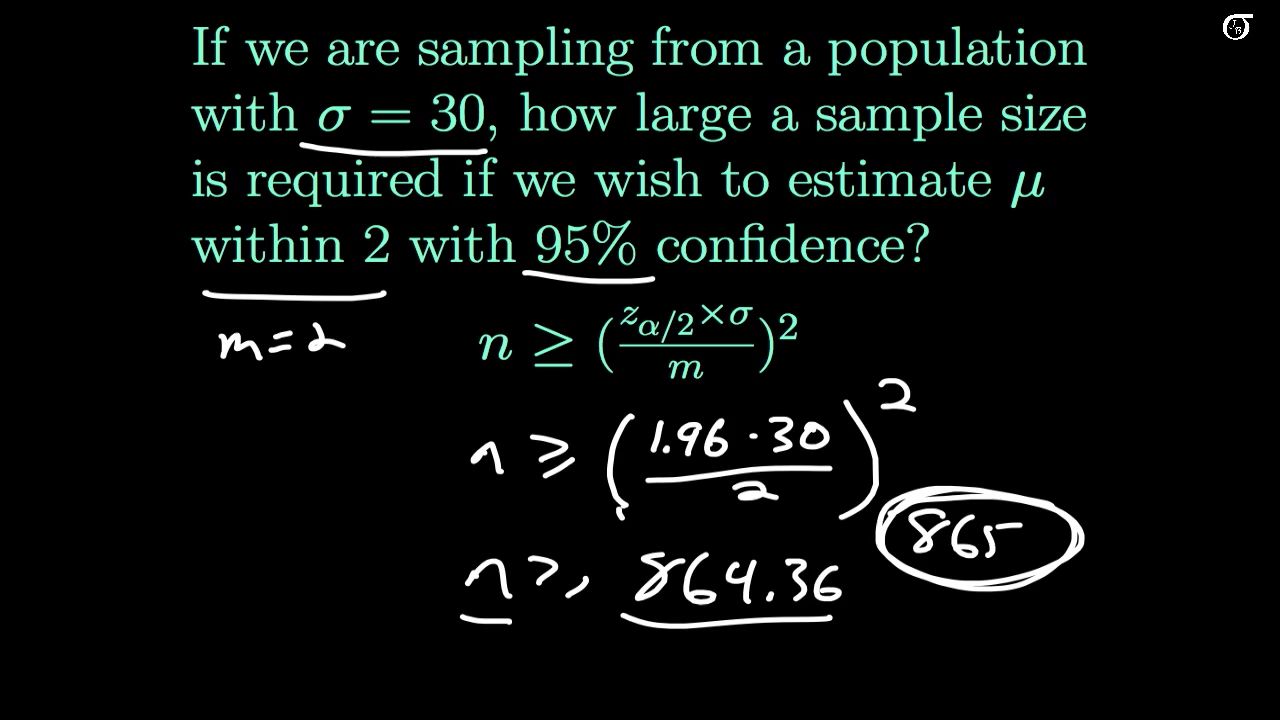 If we are sampling from a population
with σ = 30, how large a sample size
is required if we wish to estimate μ
within 2 with 95% confidence?
m = 2
n ≥ (z_{α/2} × σ / m)^2
n ≥ (1.96 · 30 / 2)^2
865
n ≥ 864.36